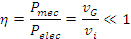 η = P_mec / P_elec = v_G / v_i ≪ 1